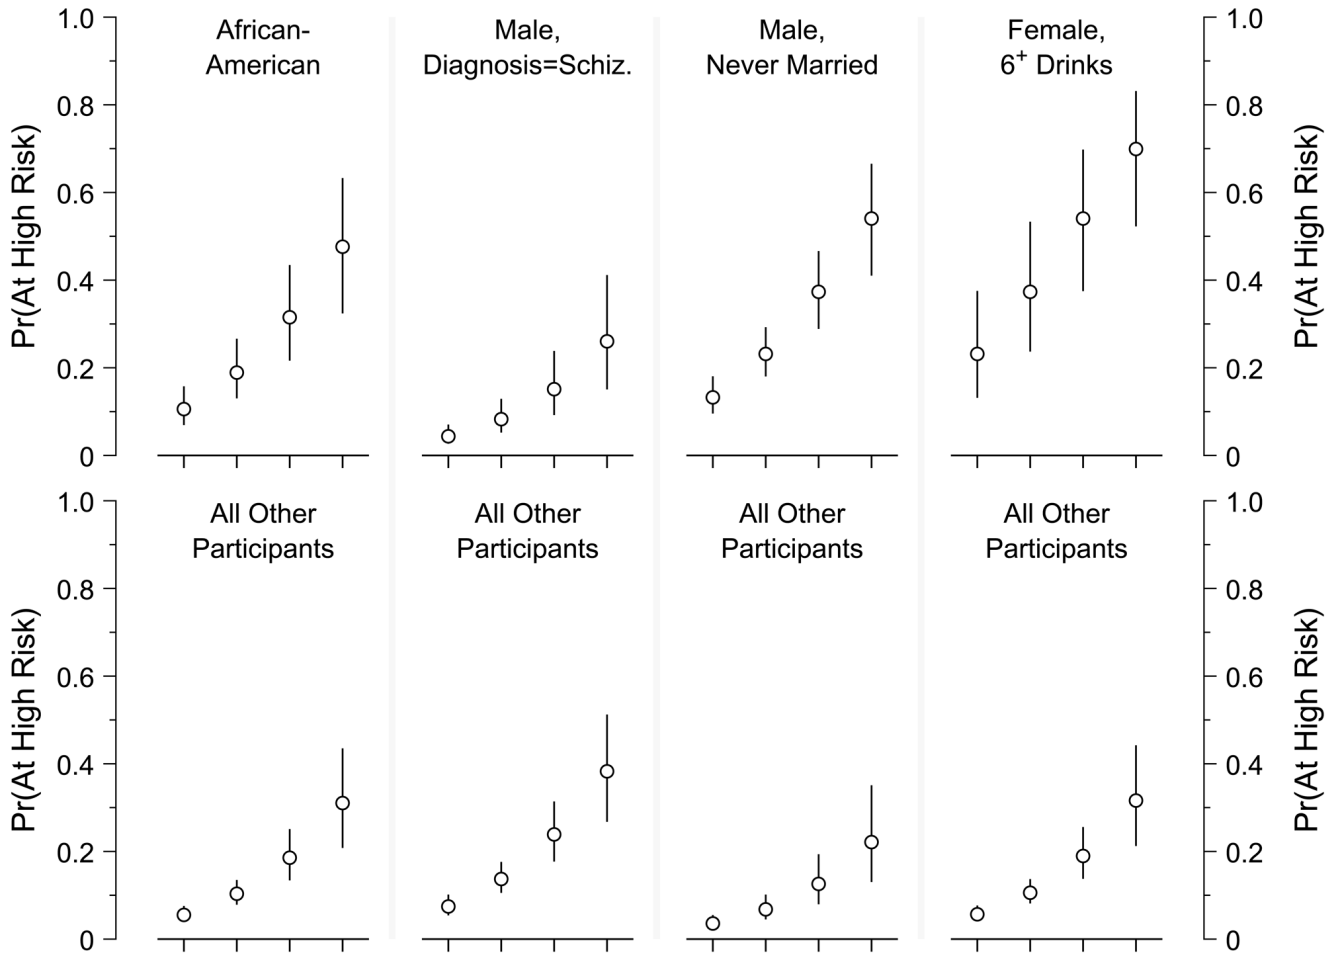 1.0
African-
American
Male,
Diagnosis=Schiz.
Male,
Never Married
Female,
6+ Drinks
1.0
0.8
0.8
0.6
0.6
0.4
0.4
0.2
0.2
0
0
Pr(At High Risk)
Pr(At High Risk)
1.0
All Other
Participants
All Other
Participants
All Other
Participants
All Other
Participants
1.0
0.8
0.8
0.6
0.6
0.4
0.4
0.2
0.2
0
0
Pr(At High Risk)
Pr(At High Risk)